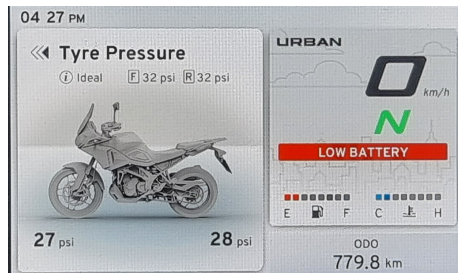 04 27 PM
Tyre Pressure
i Ideal F 32 psi R 32 psi
27 psi
28 psi
URBAN
0 km/h
N
LOW BATTERY
E F C H
ODO
779.8 km